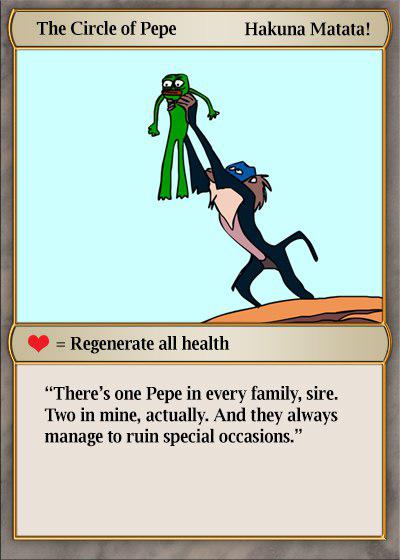 The Circle of Pepe Hakuna Matata!
= Regenerate all health
“There’s one Pepe in every family, sire.
Two in mine, actually. And they always
manage to ruin special occasions.”